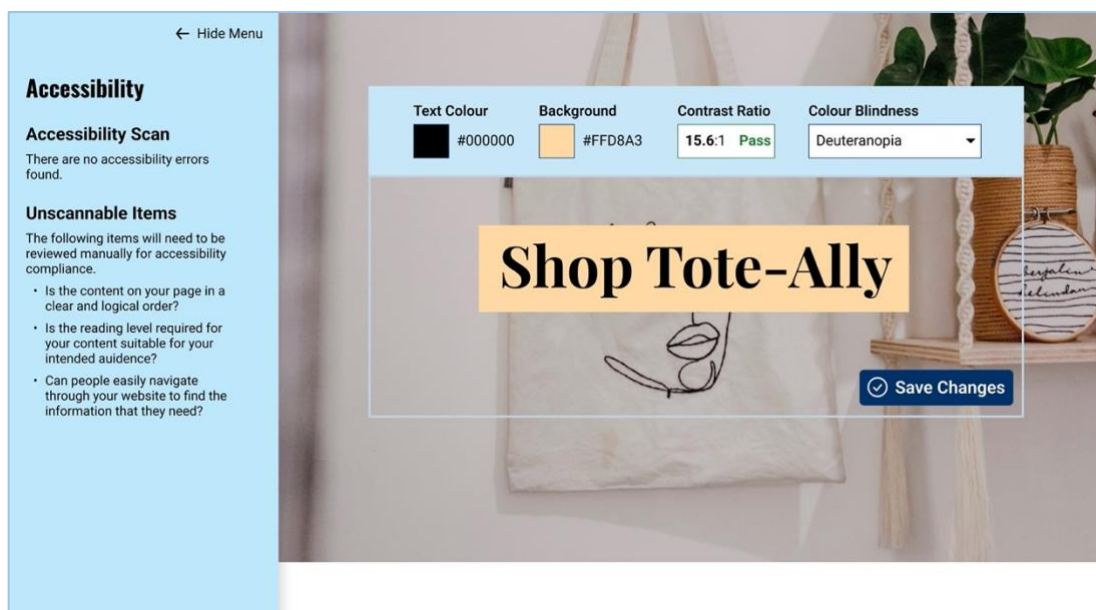 ← Hide Menu
Accessibility
Accessibility Scan
There are no accessibility errors
found.
Unscannable Items
The following items will need to be
reviewed manually for accessibility
compliance.
• Is the content on your page in a
clear and logical order?
• Is the reading level required for
your content suitable for your
intended auidence?
• Can people easily navigate
through your website to find the
information that they need?
Text Colour Background Contrast Ratio Colour Blindness
#000000 #FFD8A3 15.6:1 Pass Deuteranopia
Shop Tote-Ally
Save Changes